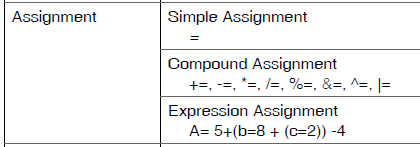 Assignment
Simple Assignment
=
Compound Assignment
+=, -=, *=, /=, %=, &=, ^=, |=
Expression Assignment
A= 5+(b=8 + (c=2)) -4